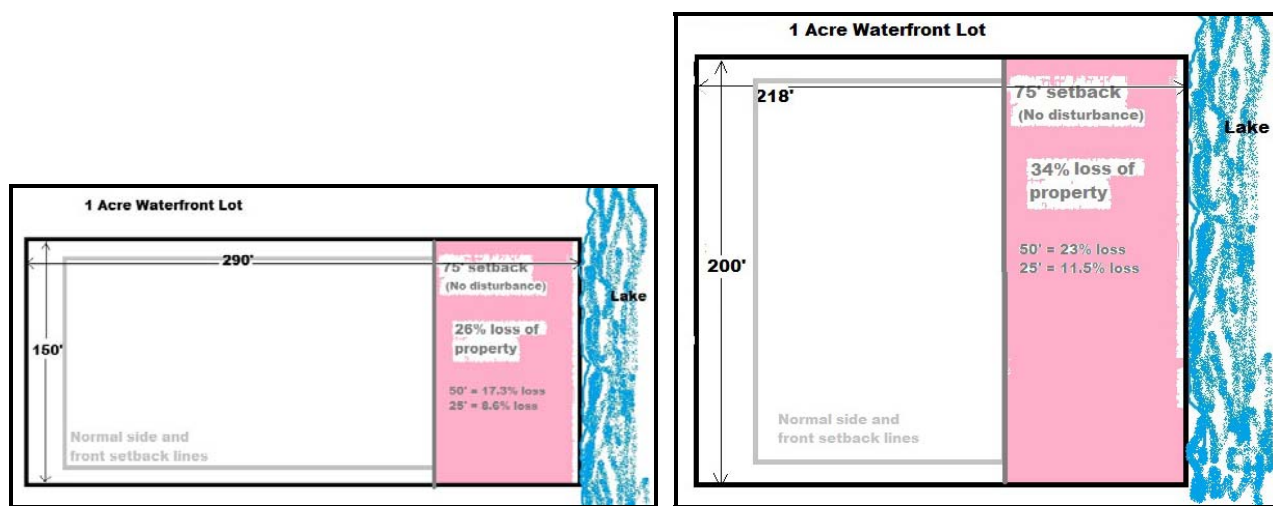 1 Acre Waterfront Lot
290'
75' setback
(No disturbance)
Lake
26% loss of
property
150'
50' = 17.3% loss
25' = 8.6% loss
Normal side and
front setback lines
1 Acre Waterfront Lot
218'
75' setback
(No disturbance)
Lake
34% loss of
property
50' = 23% loss
200'
25' = 11.5% loss
Normal side and
front setback lines